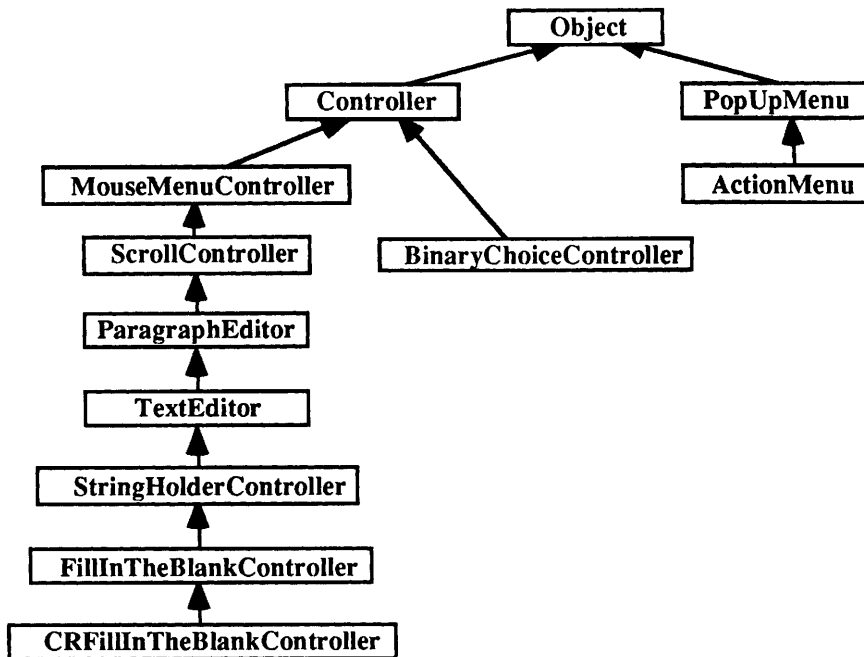 Object
Controller
PopUpMenu
MouseMenuController
ActionMenu
ScrollController
BinaryChoiceController
ParagraphEditor
TextEditor
StringHolderController
FillInTheBlankController
CRFillInTheBlankController